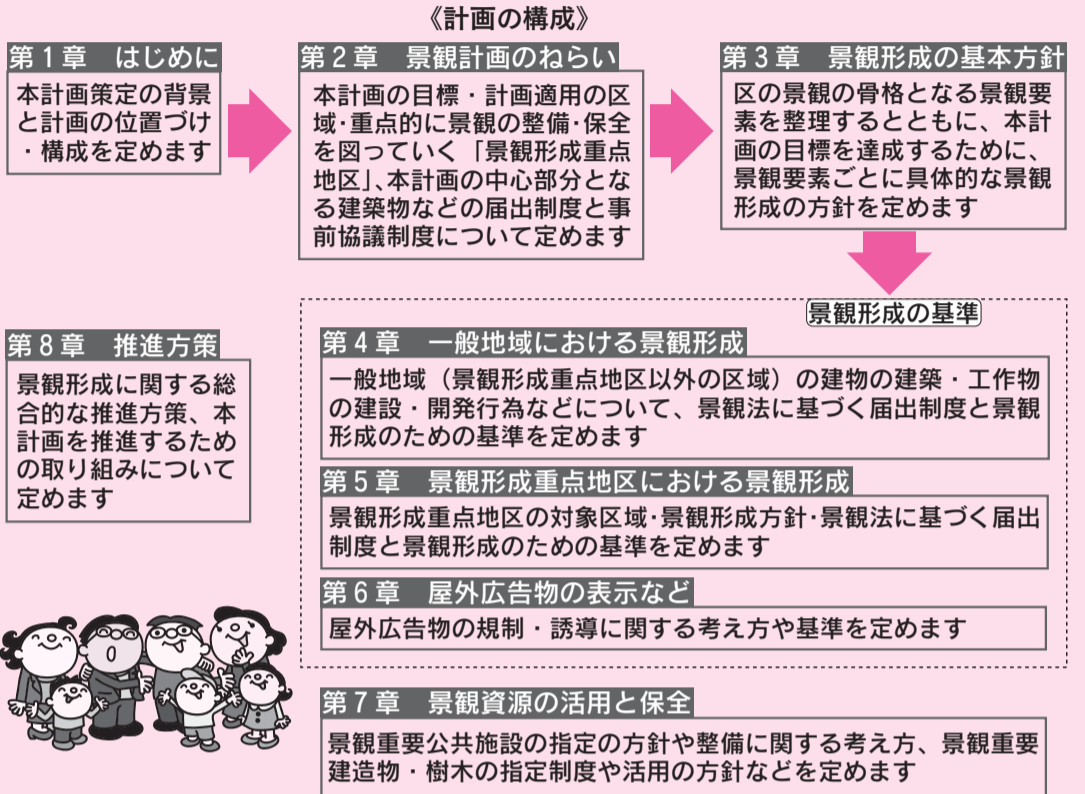 《計画の構成》
第1章　はじめに
本計画策定の背景
と計画の位置づけ
・構成を定めます
第2章　景観計画のねらい
本計画の目標・計画適用の区
域・重点的に景観の整備・保全
を図っていく「景観形成重点
地区」、本計画の中心部分とな
る建築物などの届出制度と事
前協議制度について定めます
第3章　景観形成の基本方針
区の景観の骨格となる景観要
素を整理するとともに、本計
画の目標を達成するために、
景観要素ごとに具体的な景観
形成の方針を定めます
景観形成の基準
第4章　一般地域における景観形成
一般地域（景観形成重点地区以外の区域）の建物の建築・工作物
の建設・開発行為などについて、景観法に基づく届出制度と景観
形成のための基準を定めます
第5章　景観形成重点地区における景観形成
景観形成重点地区の対象区域・景観形成方針・景観法に基づく届出
制度と景観形成のための基準を定めます
第6章　屋外広告物の表示など
屋外広告物の規制・誘導に関する考え方や基準を定めます
第7章　景観資源の活用と保全
景観重要公共施設の指定の方針や整備に関する考え方、景観重要
建造物・樹木の指定制度や活用の方針などを定めます
第8章　推進方策
景観形成に関する総
合的な推進方策、本
計画を推進するため
の取り組みについて
定めます